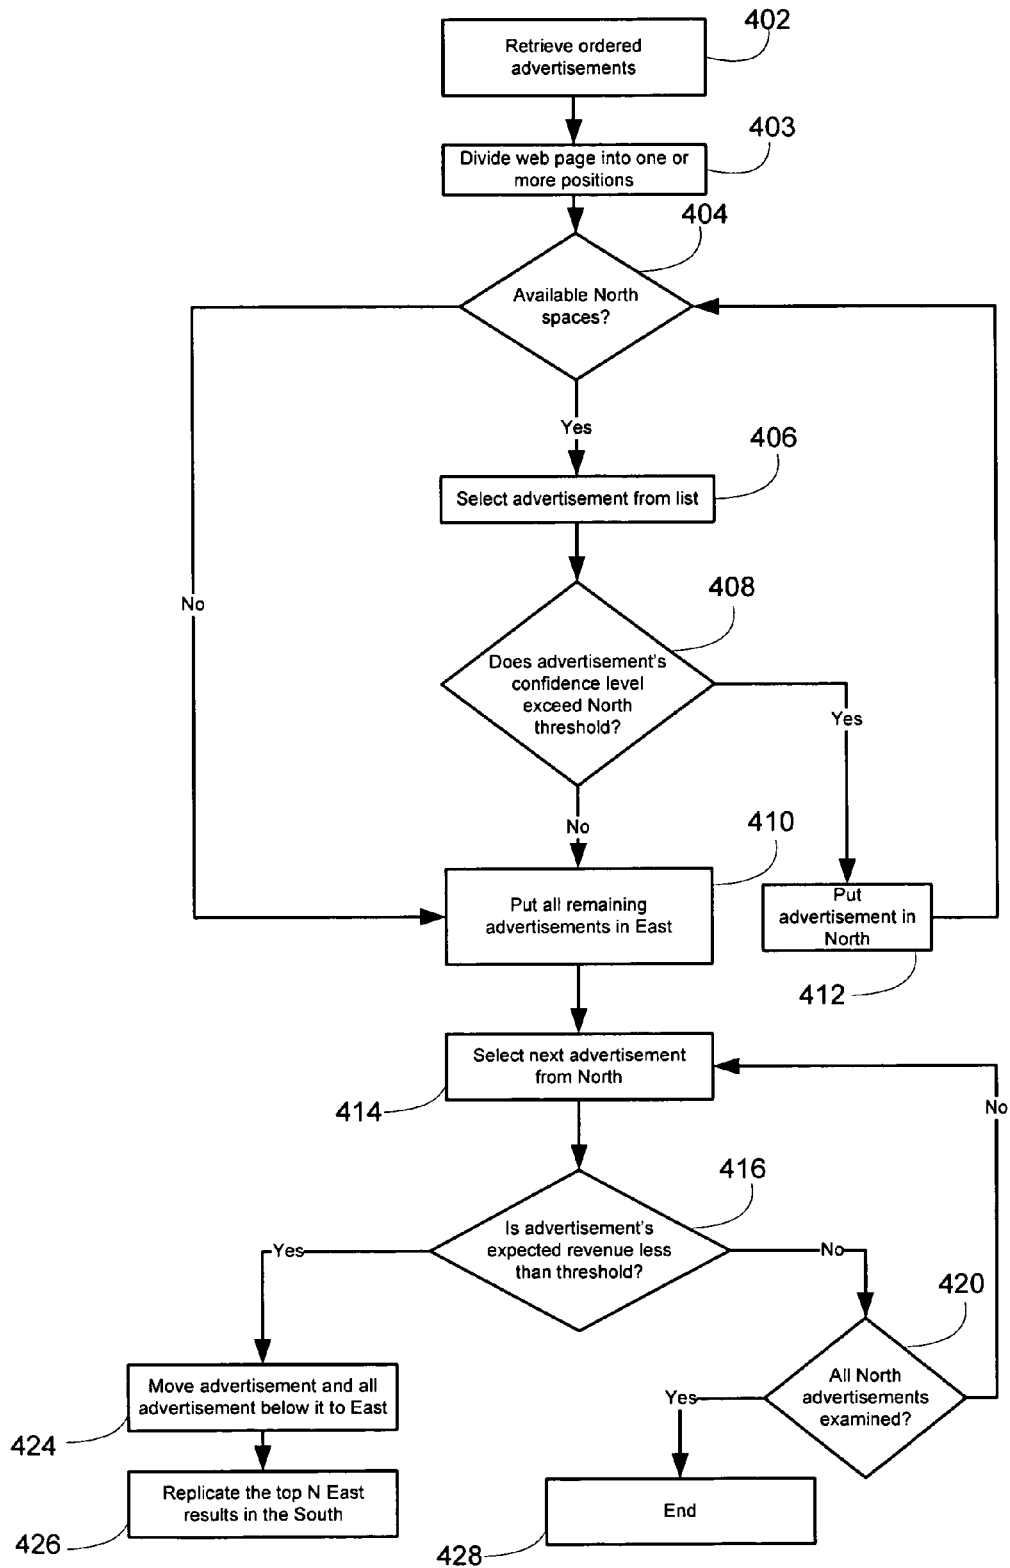 402
Retrieve ordered
advertisements
403
Divide web page into one or
more positions
404
Available North
spaces?
Yes
406
Select advertisement from list
408
No
Does advertisement's
confidence level
exceed North
threshold?
Yes
No
410
Put all remaining
advertisements in East
Put
advertisement in
North
412
Select next advertisement
from North
414
No
416
Is advertisement's
expected revenue less
than threshold?
Yes
No
420
All North
advertisements
examined?
Yes
Move advertisement and all
advertisement below it to East
424
Replicate the top N East
results in the South
426
End
428